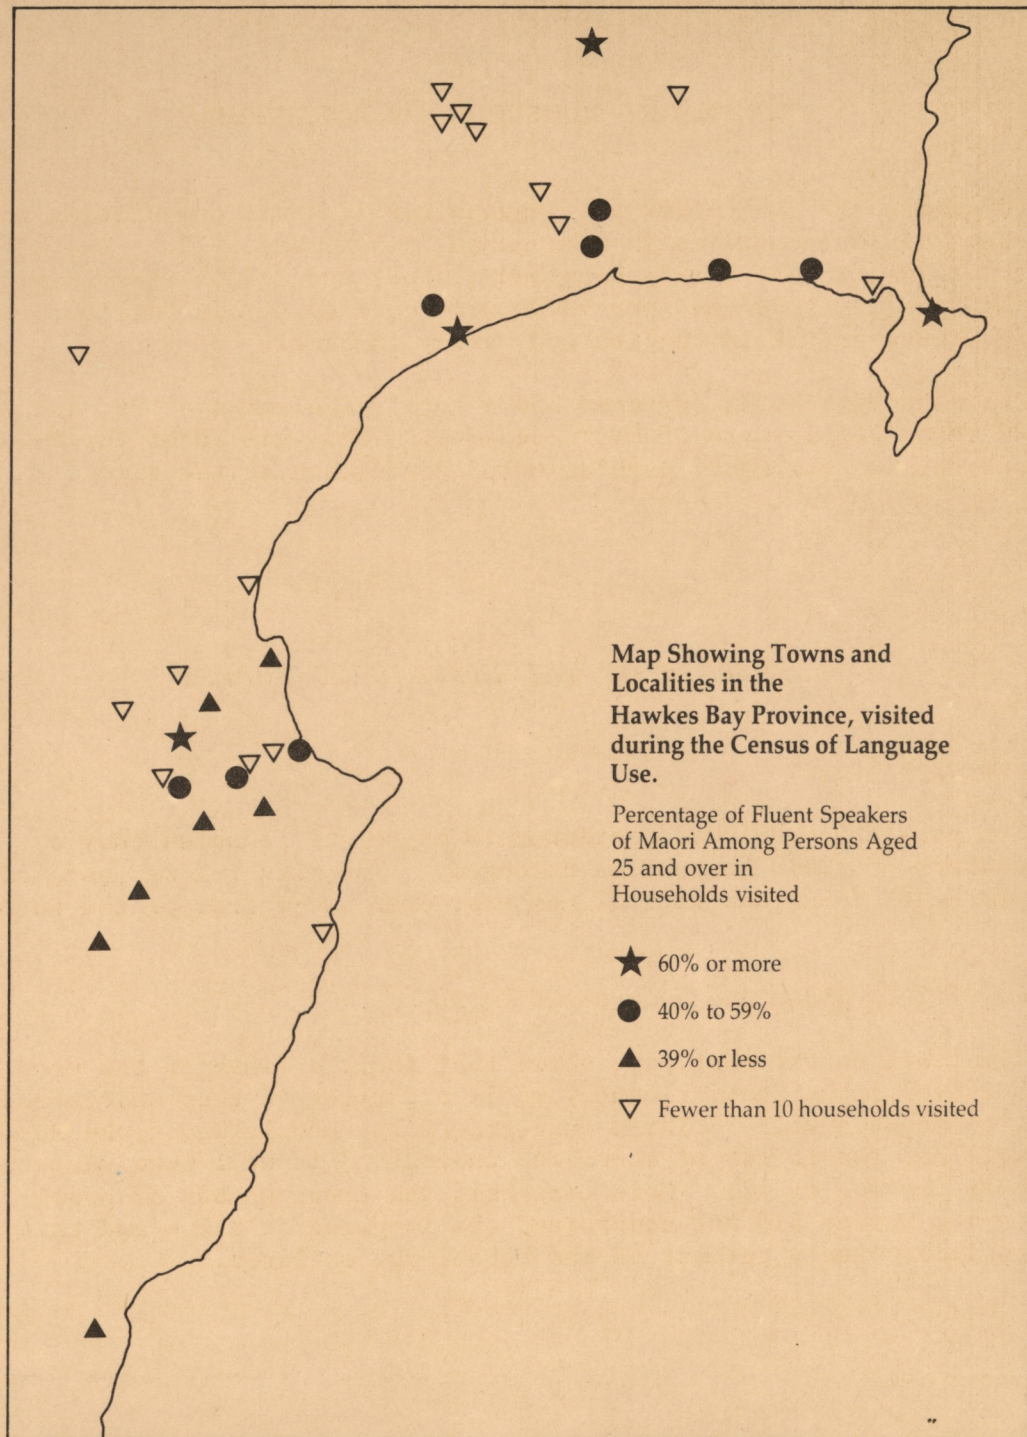 Map Showing Towns and
Localities in the
Hawkes Bay Province, visited
during the Census of Language
Use.
Percentage of Fluent Speakers
of Maori Among Persons Aged
25 and over in
Households visited
60% or more
40% to 59%
39% or less
Fewer than 10 households visited